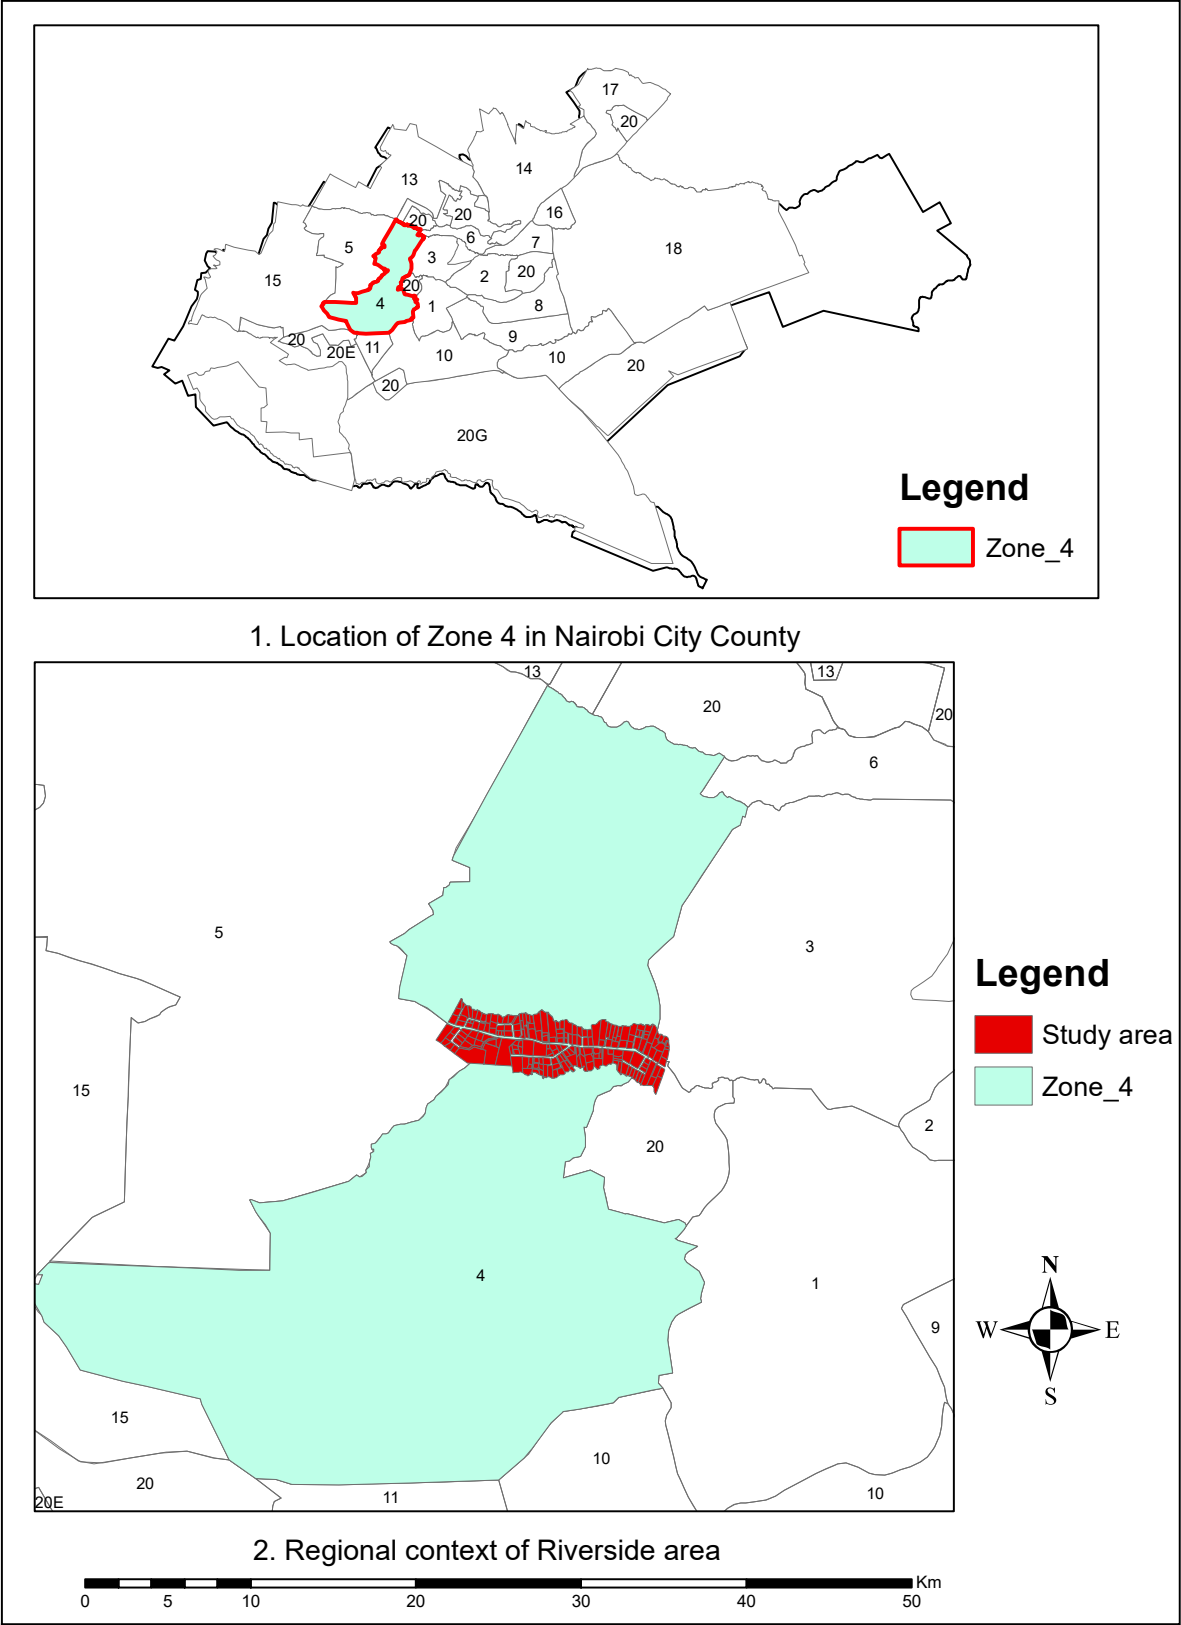 17
20
14
13
20
20
16
6
7
5
3
18
15
20
2
20
4
1
8
9
20
20E
11
10
10
20
20
20G
Legend
Zone_4
1. Location of Zone 4 in Nairobi City County
13
13
20
20
6
5
3
Legend
Study area
15
Zone_4
2
20
4
1
N
9
W
E
S
15
10
20
11
10
20E
2. Regional context of Riverside area
Km
0 5 10 20 30 40 50